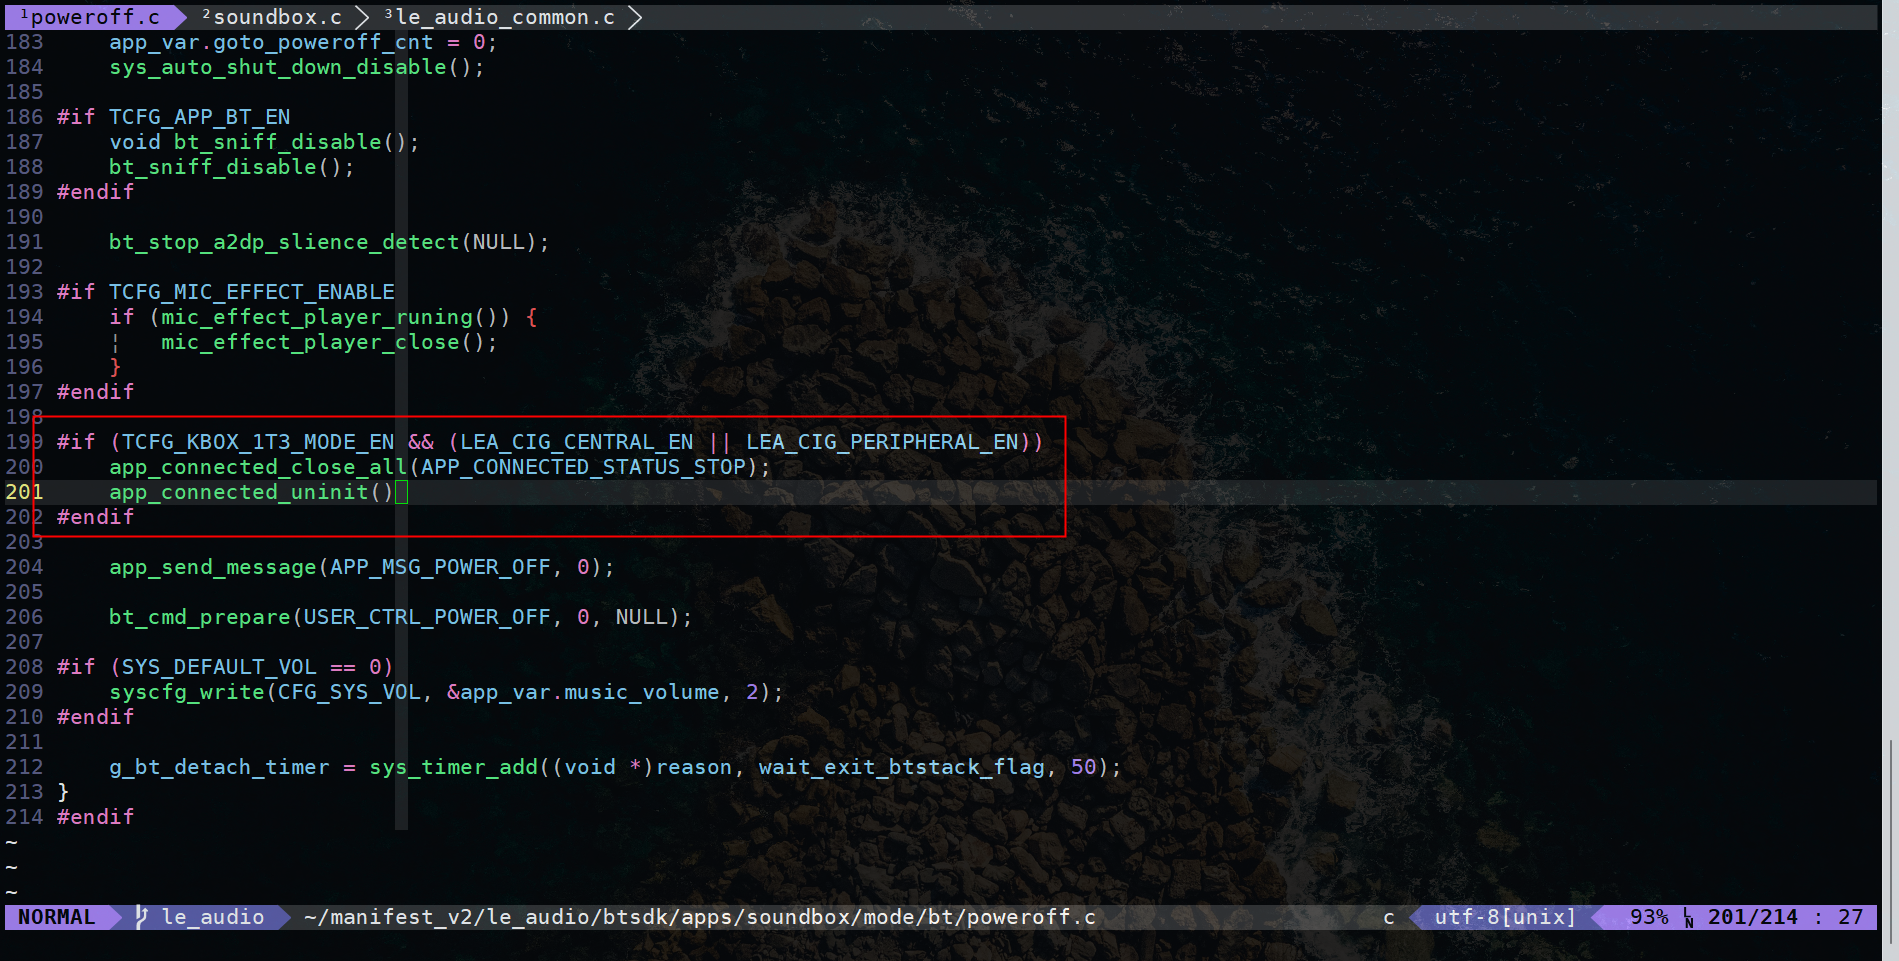 ¹poweroff.c ²soundbox.c ³le_audio_common.c
183     app_var.goto_poweroff_cnt = 0;
184     sys_auto_shut_down_disable();
185
186 #if TCFG_APP_BT_EN
187     void bt_sniff_disable();
188     bt_sniff_disable();
189 #endif
190
191     bt_stop_a2dp_slience_detect(NULL);
192
193 #if TCFG_MIC_EFFECT_ENABLE
194     if (mic_effect_player_runing()) {
195     ¦   mic_effect_player_close();
196     }
197 #endif
198
199 #if (TCFG_KBOX_1T3_MODE_EN && (LEA_CIG_CENTRAL_EN || LEA_CIG_PERIPHERAL_EN))
200     app_connected_close_all(APP_CONNECTED_STATUS_STOP);
201     app_connected_uninit()
202 #endif
203
204     app_send_message(APP_MSG_POWER_OFF, 0);
205
206     bt_cmd_prepare(USER_CTRL_POWER_OFF, 0, NULL);
207
208 #if (SYS_DEFAULT_VOL == 0)
209     syscfg_write(CFG_SYS_VOL, &app_var.music_volume, 2);
210 #endif
211
212     g_bt_detach_timer = sys_timer_add((void *)reason, wait_exit_btstack_flag, 50);
213 }
214 #endif
~
~
~
NORMAL le_audio ~/manifest_v2/le_audio/btsdk/apps/soundbox/mode/bt/poweroff.c c utf-8[unix] 93% LN 201/214 : 27